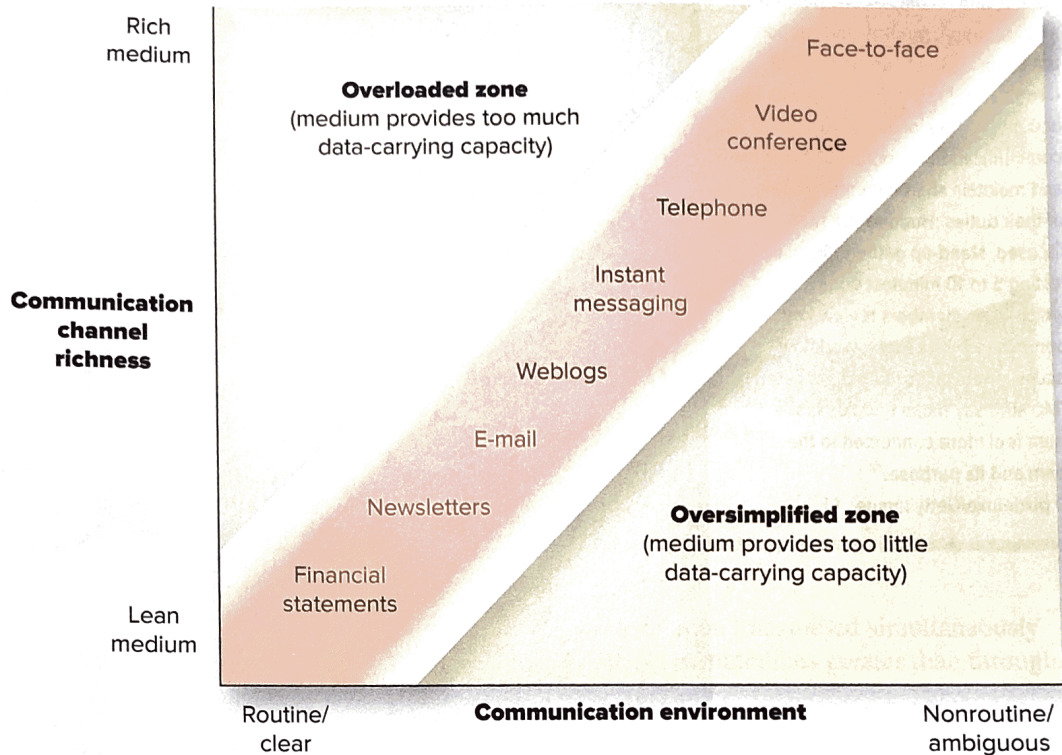 Rich
medium
Face-to-face
Overloaded zone
(medium provides too much
data-carrying capacity)
Video
conference
Telephone
Instant
messaging
Communication
channel
richness
Weblogs
E-mail
Newsletters
Oversimplified zone
(medium provides too little
data-carrying capacity)
Financial
statements
Lean
medium
Routine/
clear
Communication environment
Nonroutine/
ambiguous